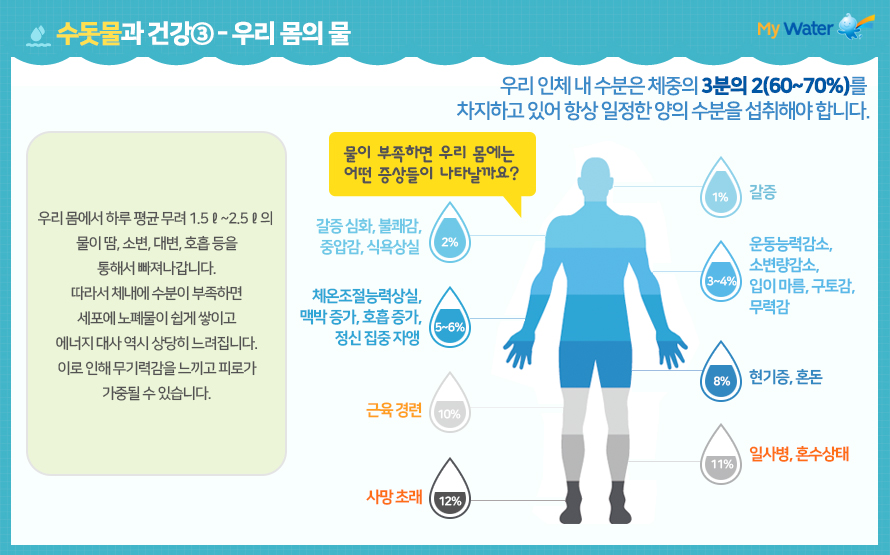 수돗물과 건강③ - 우리 몸의 물
My Water
우리 인체 내 수분은 체중의 3분의 2(60~70%)를
차지하고 있어 항상 일정한 양의 수분을 섭취해야 합니다.
우리 몸에서 하루 평균 무려 1.5ℓ~2.5ℓ의
물이 땀, 소변, 대변, 호흡 등을
통해서 빠져나갑니다.
따라서 체내에 수분이 부족하면
세포에 노폐물이 쉽게 쌓이고
에너지 대사 역시 상당히 느려집니다.
이로 인해 무기력감을 느끼고 피로가
가중될 수 있습니다.
물이 부족하면 우리 몸에는
어떤 증상들이 나타날까요?
1%
갈증
갈증 심화, 불쾌감,
중압감, 식욕상실
2%
3~4%
운동능력감소,
소변량감소,
입이 마름, 구토감,
무력감
체온조절능력상실,
맥박 증가, 호흡 증가,
정신 집중 자앵
5~6%
8%
현기증, 혼돈
근육 경련
10%
11%
일사병, 혼수상태
사망 초래
12%